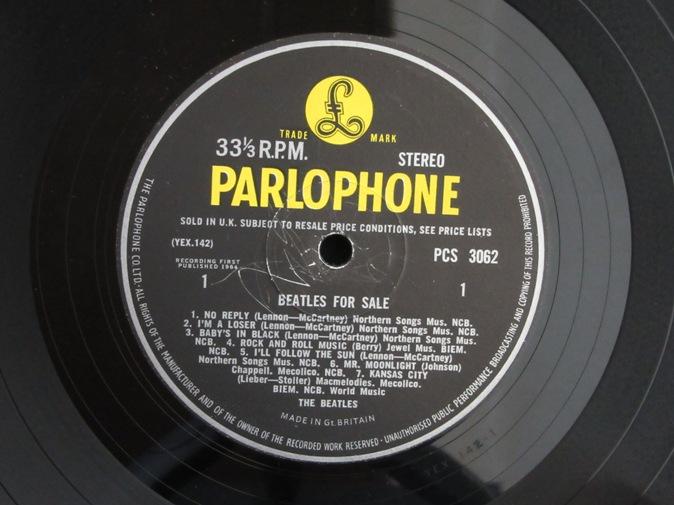 £
TRADE MARK
33⅓ R.P.M.
STEREO
PARLOPHONE
SOLD IN U.K. SUBJECT TO RESALE PRICE CONDITIONS, SEE PRICE LISTS
(YEX.142)
PCS 3062
RECORDING FIRST
PUBLISHED 1964
1
1
BEATLES FOR SALE
1. NO REPLY (Lennon—McCartney) Northern Songs Mus. NCB.
2. I'M A LOSER (Lennon—McCartney) Northern Songs Mus. NCB.
3. BABY'S IN BLACK (Lennon—McCartney) Northern Songs Mus.
NCB. 4. ROCK AND ROLL MUSIC (Berry) Jewel Mus. BIEM.
NCB. 5. I'LL FOLLOW THE SUN (Lennon—McCartney)
Northern Songs Mus. NCB. 6. MR. MOONLIGHT (Johnson)
Chappell. Mecolico. NCB. 7. KANSAS CITY
(Lieber—Stoller) Macmelodies. Mecolico.
BIEM. NCB. World Music
THE BEATLES
MADE IN Gt. BRITAIN
THE PARLOPHONE CO. LTD. ALL RIGHTS OF THE MANUFACTURER AND OF THE OWNER OF THE RECORDED WORK RESERVED · UNAUTHORISED PUBLIC PERFORMANCE BROADCASTING AND COPYING OF THIS RECORD PROHIBITED
YEX 142 1